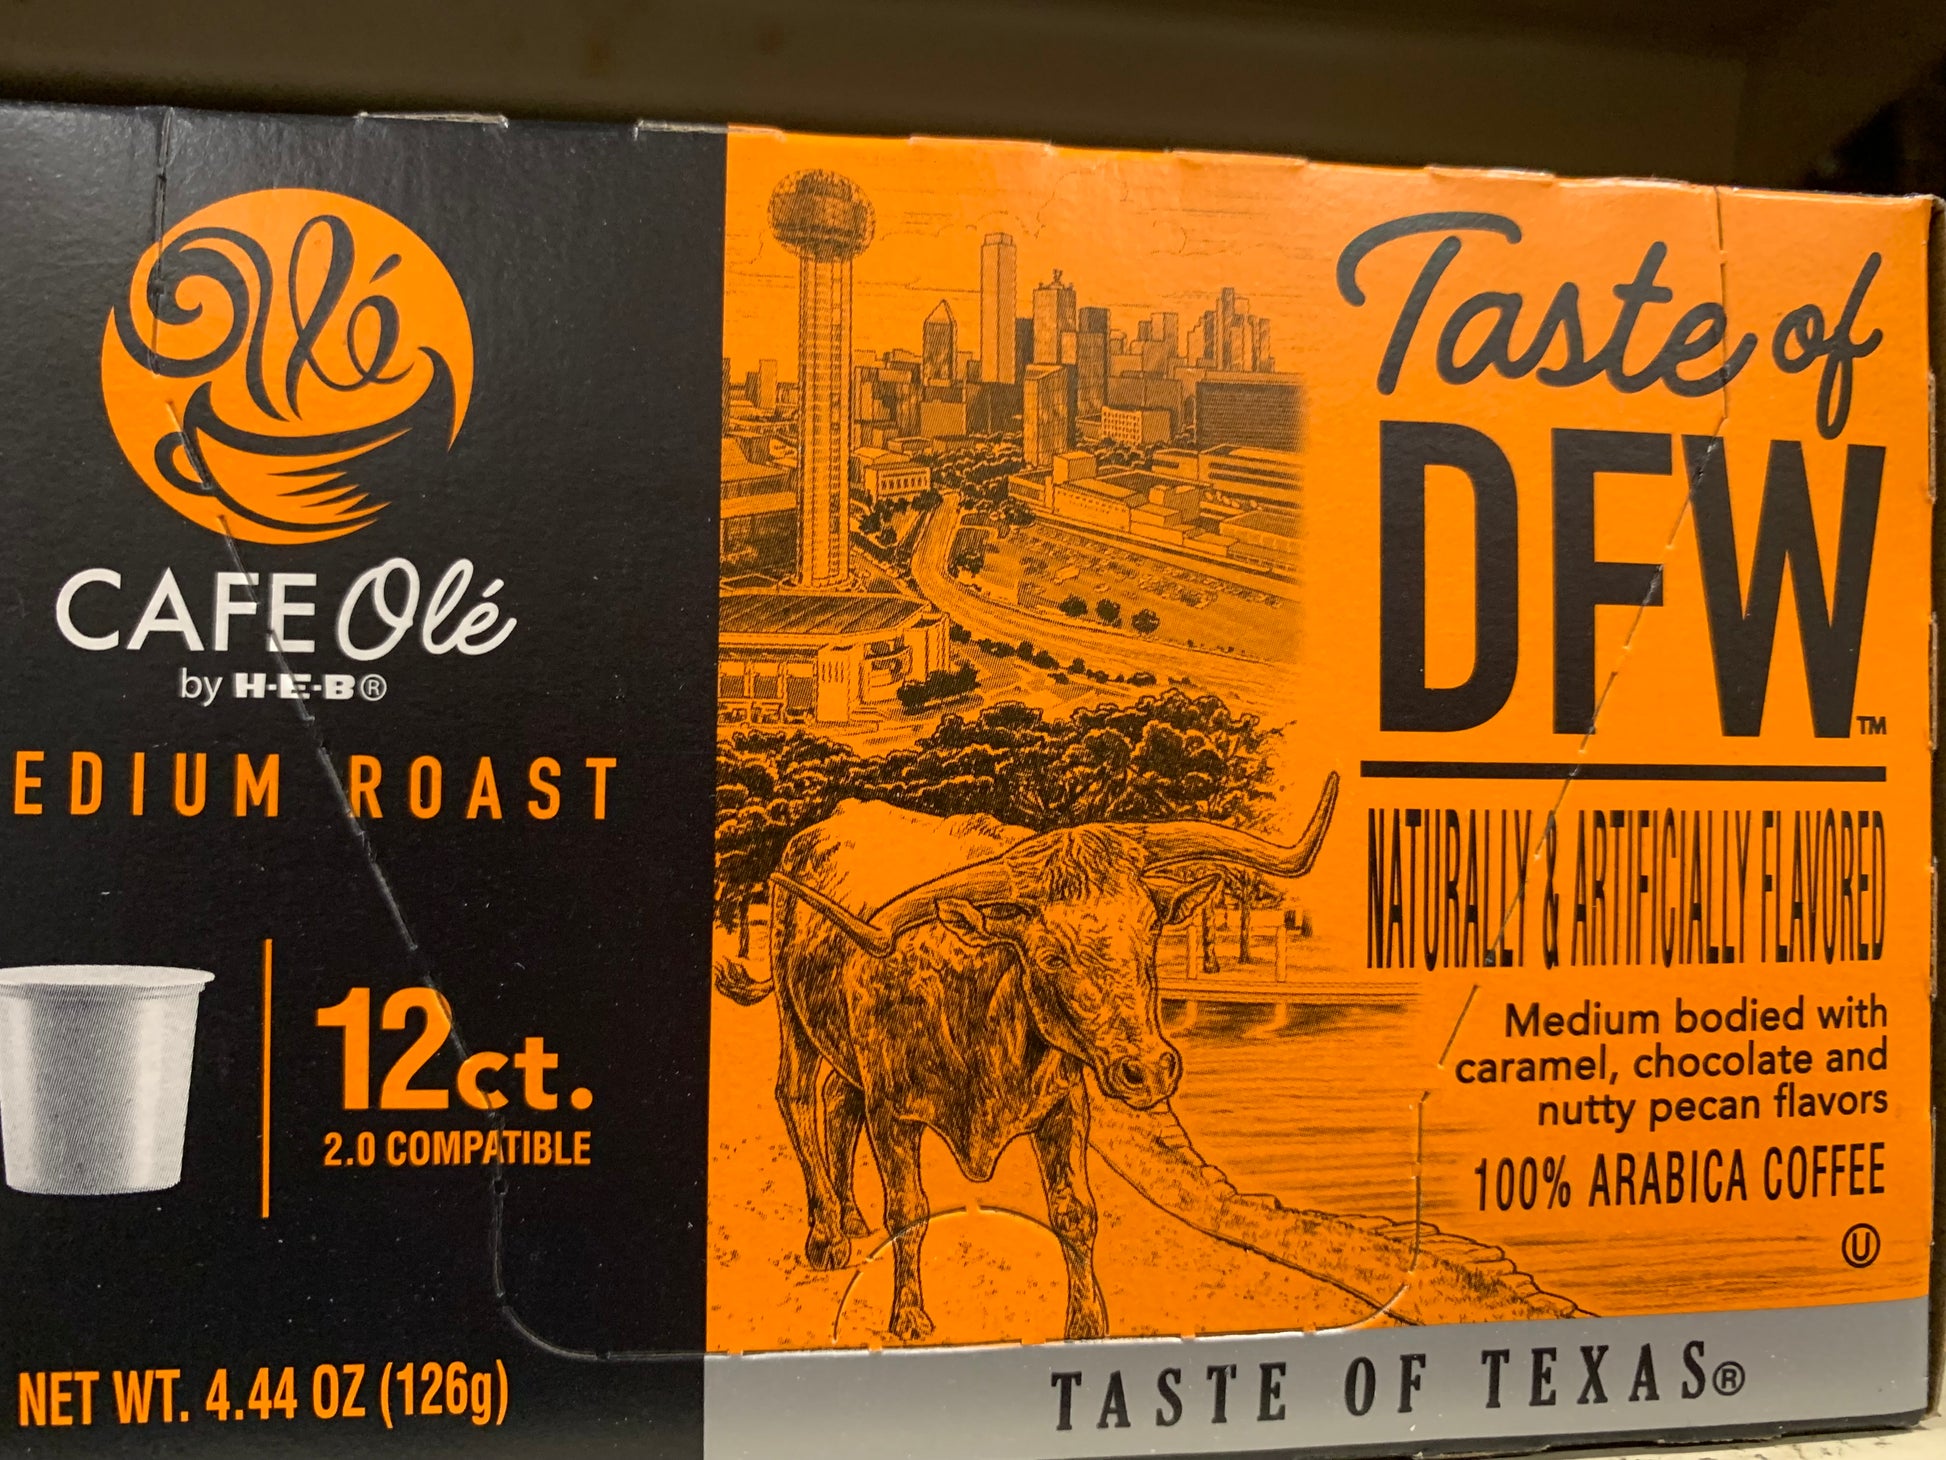 Olé
CAFE Olé
by H-E-B®
EDIUM ROAST
12ct.
2.0 COMPATIBLE
NET WT. 4.44 OZ (126g)
Taste of
DFW™
NATURALLY & ARTIFICIALLY FLAVORED
Medium bodied with
caramel, chocolate and
nutty pecan flavors
100% ARABICA COFFEE
U
TASTE OF TEXAS®